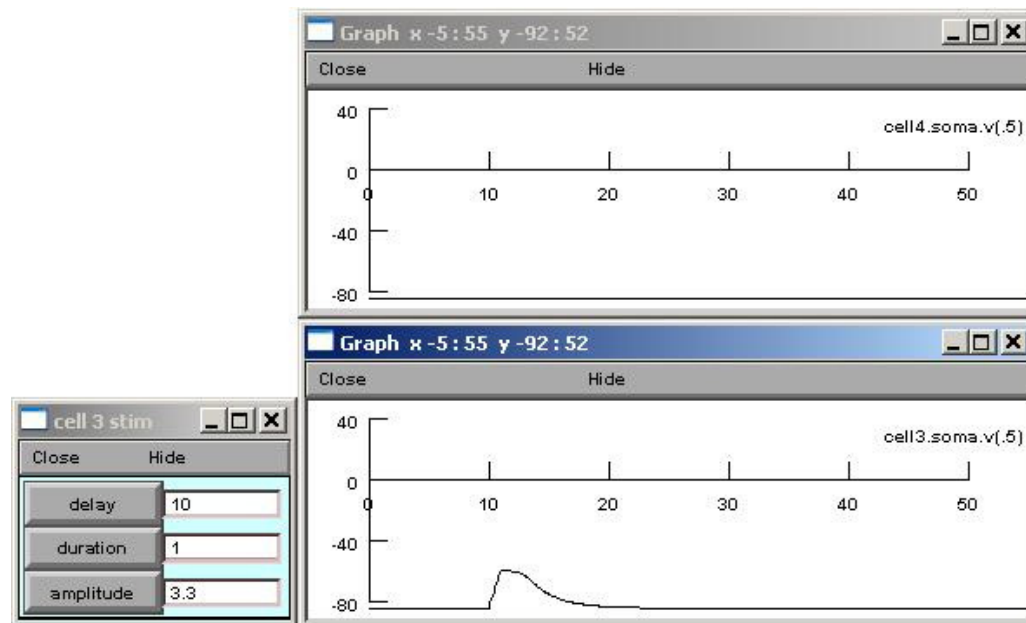 Graph x -5 : 55 y -92 : 52
Close Hide
40
cell4.soma.v(.5)
0
0 10 20 30 40 50
-40
-80
Graph x -5 : 55 y -92 : 52
Close Hide
40
cell3.soma.v(.5)
0
0 10 20 30 40 50
-40
-80
cell 3 stim
Close Hide
delay 10
duration 1
amplitude 3.3